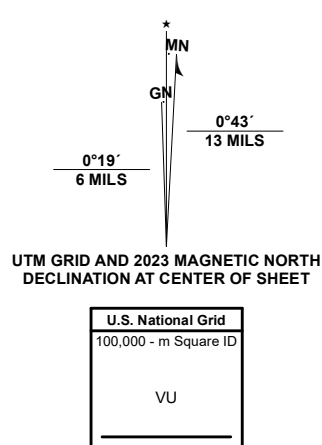 ★
MN
GN
0°43´
13 MILS
0°19´
6 MILS
UTM GRID AND 2023 MAGNETIC NORTH
DECLINATION AT CENTER OF SHEET
U.S. National Grid
100,000 - m Square ID
VU